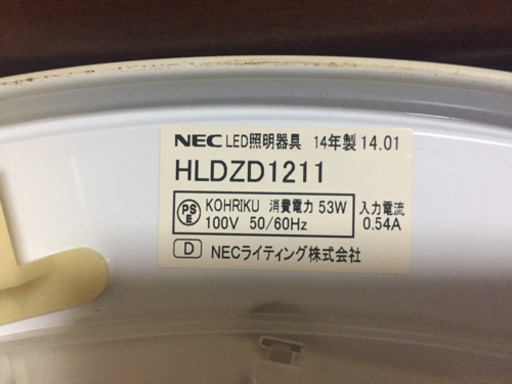 NEC LED照明器具 14年製 14.01
HLDZD1211
PSE KOHRIKU 消費電力 53W 入力電流
100V 50/60Hz 0.54A
D NECライティング株式会社